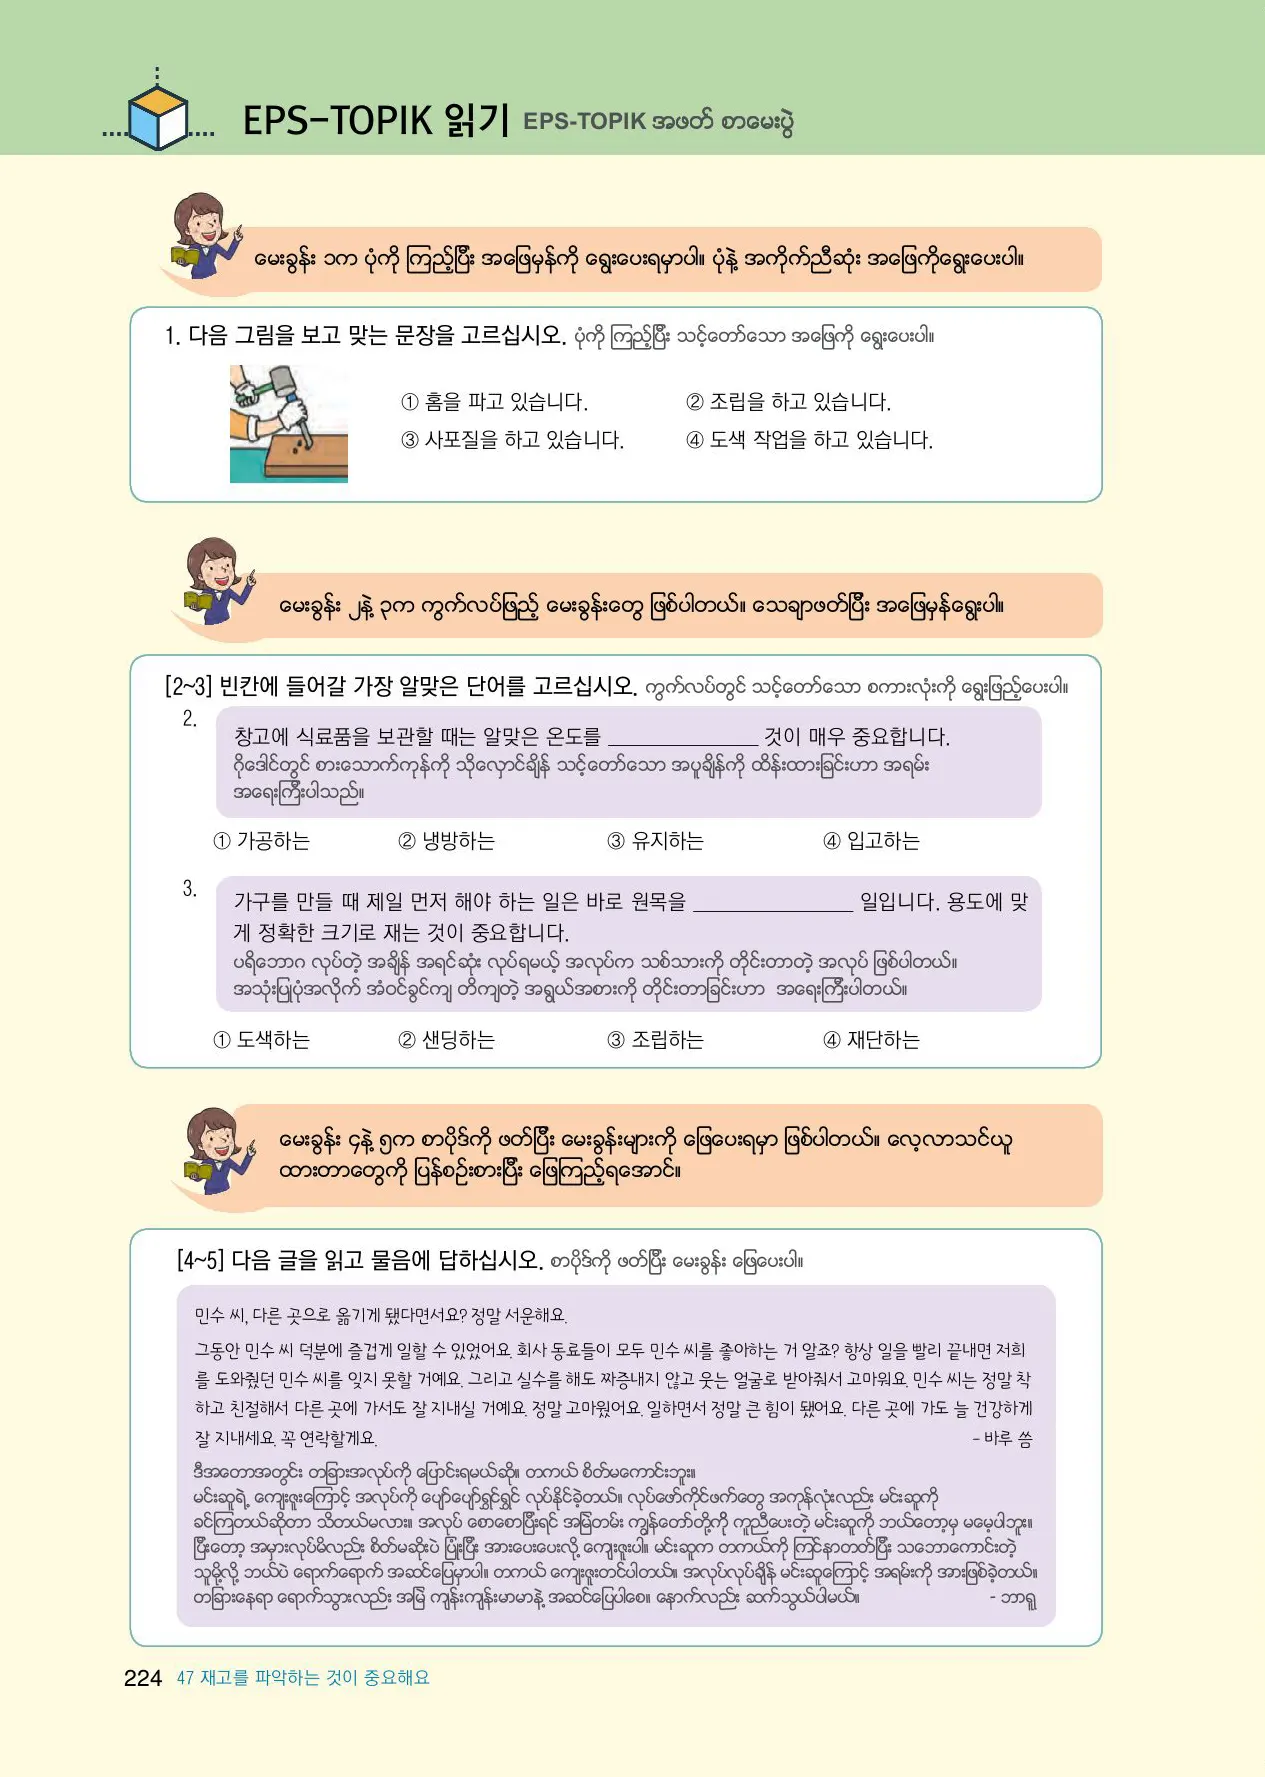 EPS-TOPIK 읽기 EPS-TOPIK အဖတ် စာမေးပွဲ
မေးခွန်း ၁က ပုံကို ကြည့်ပြီး အဖြေမှန်ကို ရွေးပေးရမှာပါ။ ပုံနဲ့ အကိုက်ညီဆုံး အဖြေကိုရွေးပေးပါ။
1. 다음 그림을 보고 맞는 문장을 고르십시오. ပုံကို ကြည့်ပြီး သင့်တော်သော အဖြေကို ရွေးပေးပါ။
① 홈을 파고 있습니다. ② 조립을 하고 있습니다.
③ 사포질을 하고 있습니다. ④ 도색 작업을 하고 있습니다.
မေးခွန်း ၂နဲ့ ၃က ကွက်လပ်ဖြည့် မေးခွန်းတွေ ဖြစ်ပါတယ်။ သေချာဖတ်ပြီး အဖြေမှန်ရွေးပါ။
[2~3] 빈칸에 들어갈 가장 알맞은 단어를 고르십시오. ကွက်လပ်တွင် သင့်တော်သော စကားလုံးကို ရွေးဖြည့်ပေးပါ။
2.
창고에 식료품을 보관할 때는 알맞은 온도를 ______________ 것이 매우 중요합니다.
ဂိုဒေါင်တွင် စားသောက်ကုန်ကို သိုလှောင်ချိန် သင့်တော်သော အပူချိန်ကို ထိန်းထားခြင်းဟာ အရမ်း
အရေးကြီးပါသည်။
① 가공하는 ② 냉방하는 ③ 유지하는 ④ 입고하는
3.
가구를 만들 때 제일 먼저 해야 하는 일은 바로 원목을 _______________ 일입니다. 용도에 맞
게 정확한 크기로 재는 것이 중요합니다.
ပရိဘောဂ လုပ်တဲ့ အချိန် အရင်ဆုံး လုပ်ရမယ့် အလုပ်က သစ်သားကို တိုင်းတာတဲ့ အလုပ် ဖြစ်ပါတယ်။
အသုံးပြုပုံအလိုက် အံဝင်ခွင်ကျ တိကျတဲ့ အရွယ်အစားကို တိုင်းတာခြင်းဟာ အရေးကြီးပါတယ်။
① 도색하는 ② 샌딩하는 ③ 조립하는 ④ 재단하는
မေးခွန်း ၄နဲ့ ၅က စာပိုဒ်ကို ဖတ်ပြီး မေးခွန်းများကို ဖြေပေးရမှာ ဖြစ်ပါတယ်။ လေ့လာသင်ယူ
ထားတာတွေကို ပြန်စဉ်းစားပြီး ဖြေကြည့်ရအောင်။
[4~5] 다음 글을 읽고 물음에 답하십시오. စာပိုဒ်ကို ဖတ်ပြီး မေးခွန်း ဖြေပေးပါ။
민수 씨, 다른 곳으로 옮기게 됐다면서요? 정말 서운해요.
그동안 민수 씨 덕분에 즐겁게 일할 수 있었어요. 회사 동료들이 모두 민수 씨를 좋아하는 거 알죠? 항상 일을 빨리 끝내면 저희
를 도와줬던 민수 씨를 잊지 못할 거예요. 그리고 실수를 해도 짜증내지 않고 웃는 얼굴로 받아줘서 고마워요. 민수 씨는 정말 착
하고 친절해서 다른 곳에 가서도 잘 지내실 거예요. 정말 고마웠어요. 일하면서 정말 큰 힘이 됐어요. 다른 곳에 가도 늘 건강하게
잘 지내세요. 꼭 연락할게요. - 바루 씀
ဒီအတောအတွင်း တခြားအလုပ်ကို ပြောင်းရမယ်ဆို။ တကယ် စိတ်မကောင်းဘူး။
မင်းဆူရဲ့ ကျေးဇူးကြောင့် အလုပ်ကို ပျော်ပျော်ရွှင်ရွှင် လုပ်နိုင်ခဲ့တယ်။ လုပ်ဖော်ကိုင်ဖက်တွေ အကုန်လုံးလည်း မင်းဆူကို
ခင်ကြတယ်ဆိုတာ သိတယ်မလား။ အလုပ် စောစောပြီးရင် အမြဲတမ်း ကျွန်တော်တို့ကို ကူညီပေးတဲ့ မင်းဆူကို ဘယ်တော့မှ မမေ့ပါဘူး။
ပြီးတော့ အမှားလုပ်မိလည်း စိတ်မဆိုးပဲ ပြုံးပြီး အားပေးပေးလို့ ကျေးဇူးပါ။ မင်းဆူက တကယ်ကို ကြင်နာတတ်ပြီး သဘောကောင်းတဲ့
သူမို့လို့ ဘယ်ပဲ ရောက်ရောက် အဆင်ပြေမှာပါ။ တကယ် ကျေးဇူးတင်ပါတယ်။ အလုပ်လုပ်ချိန် မင်းဆူကြောင့် အရမ်းကို အားဖြစ်ခဲ့တယ်။
တခြားနေရာ ရောက်သွားလည်း အမြဲ ကျန်းကျန်းမာမာနဲ့ အဆင်ပြေပါစေ။ နောက်လည်း ဆက်သွယ်ပါမယ်။ - ဘာရူ
224 47 재고를 파악하는 것이 중요해요